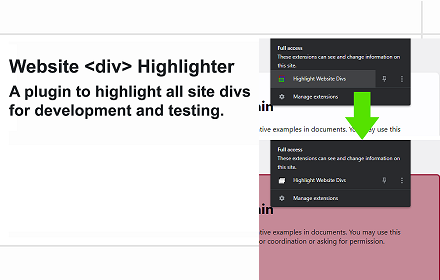 Website <div> Highlighter
A plugin to highlight all site divs
for development and testing.
Full access
These extensions can see and change information on
this site.
Highlight Website Divs
Manage extensions
ain
tive examples in documents. You may use this
Full access
These extensions can see and change information on
this site.
Highlight Website Divs
Manage extensions
ain
tive examples in documents. You may use this
or coordination or asking for permission.